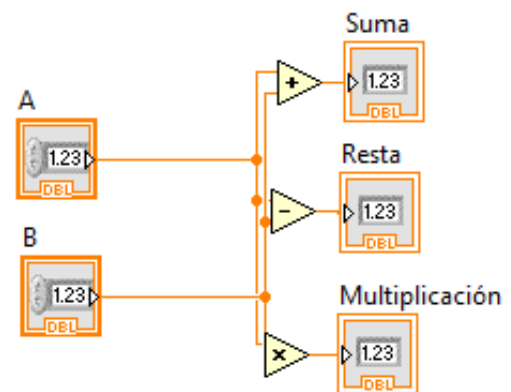 Suma
+
1.23
DBL
A
1.23
DBL
Resta
-
1.23
DBL
B
1.23
DBL
Multiplicación
x
1.23
DBL